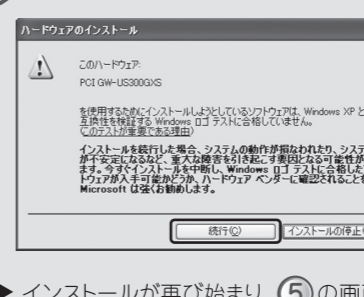 ハードウェアのインストール
このハードウェア:
PCI GW-US300GXS
を使用するためにインストールしようとしているソフトウェアは、Windows XP と
互換性を検証する Windows ロゴ テストに合格していません。
(このテストが重要である理由)
インストールを続行した場合、システムの動作が損なわれたり、システ
が不安定になるなど、重大な障害を引き起こす要因となる可能性が
ます。今すぐインストールを中断し、Windows ロゴ テストに合格した
トウェアが入手可能かどうか、ハードウェア ベンダーに確認されること
Microsoft は強くお勧めします。
続行(C)
インストールの停止
▶ インストールが再び始まり、⑤の画